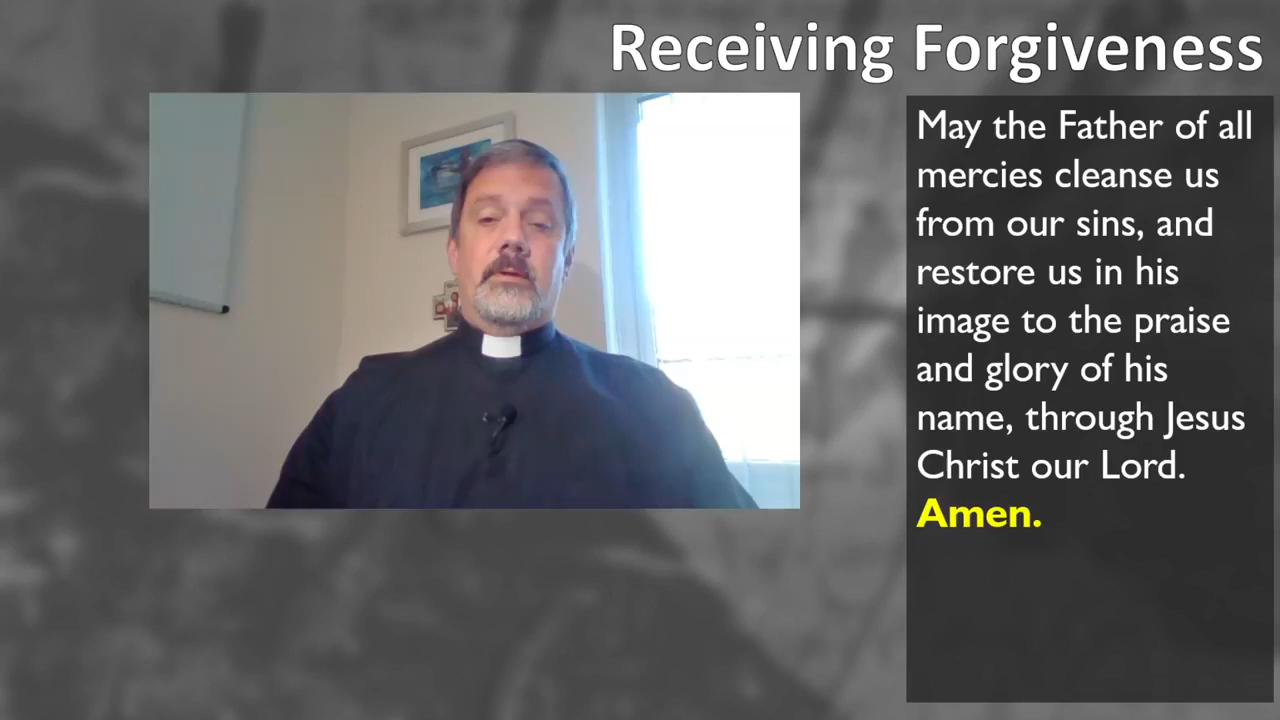 Receiving Forgiveness
May the Father of all
mercies cleanse us
from our sins, and
restore us in his
image to the praise
and glory of his
name, through Jesus
Christ our Lord.
Amen.